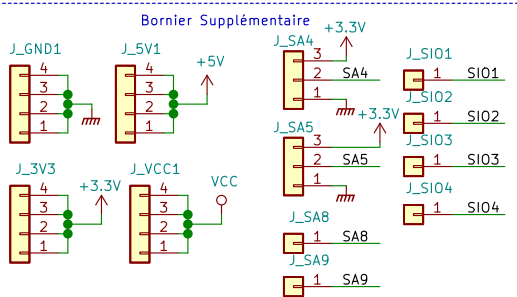 Bornier Supplémentaire
J_GND1
4
3
2
1
J_5V1
4
3
2
1
+5V
J_SA4
3
2
1
+3.3V
SA4
J_SIO1
1
SIO1
J_SIO2
1
SIO2
J_SA5
3
2
1
+3.3V
SA5
J_SIO3
1
SIO3
J_SIO4
1
SIO4
J_3V3
4
3
2
1
+3.3V
J_VCC1
4
3
2
1
VCC
J_SA8
1
SA8
J_SA9
1
SA9